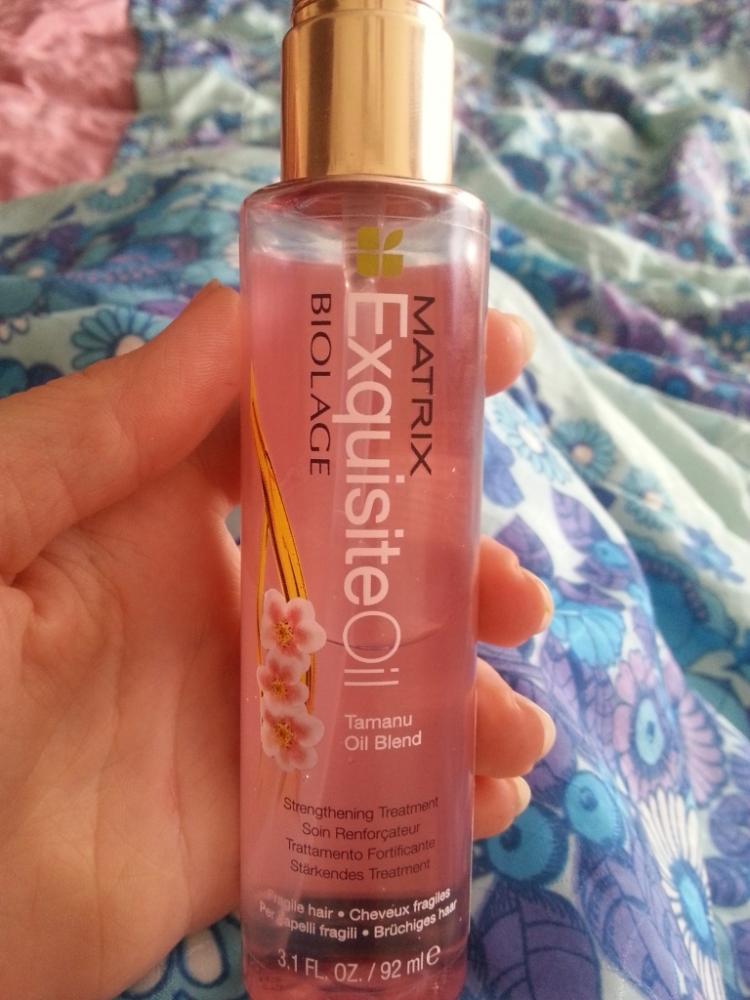 MATRIX
BIOLAGE
ExquisiteOil
Tamanu
Oil Blend
Strengthening Treatment
Soin Renforçateur
Trattamento Fortificante
Stärkendes Treatment
Fragile hair • Cheveux fragiles
Per capelli fragili • Brüchiges haar
3.1 FL. OZ. / 92 ml e